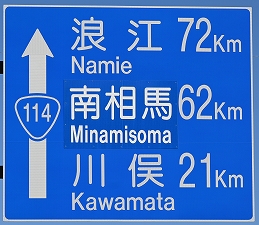 浪江 72Km
Namie
114
南相馬 62Km
Minamisoma
川俣 21Km
Kawamata